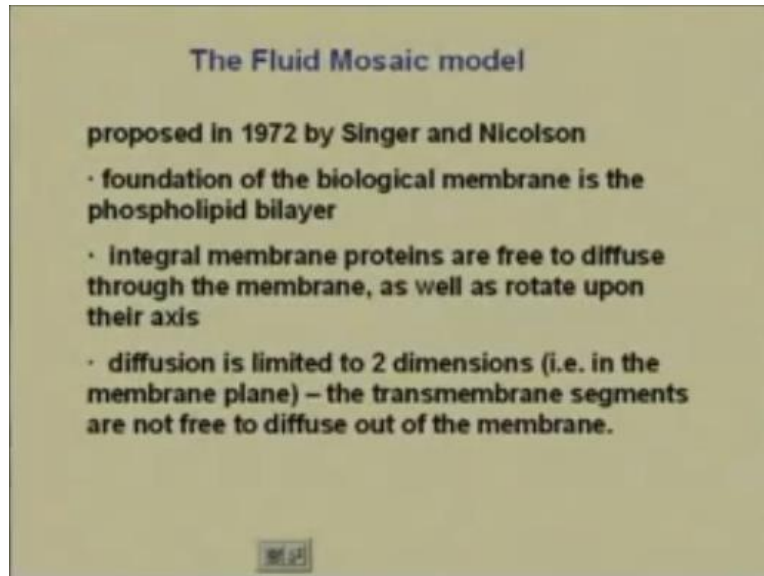 The Fluid Mosaic model
proposed in 1972 by Singer and Nicolson
· foundation of the biological membrane is the
phospholipid bilayer
· integral membrane proteins are free to diffuse
through the membrane, as well as rotate upon
their axis
· diffusion is limited to 2 dimensions (i.e. in the
membrane plane) – the transmembrane segments
are not free to diffuse out of the membrane.